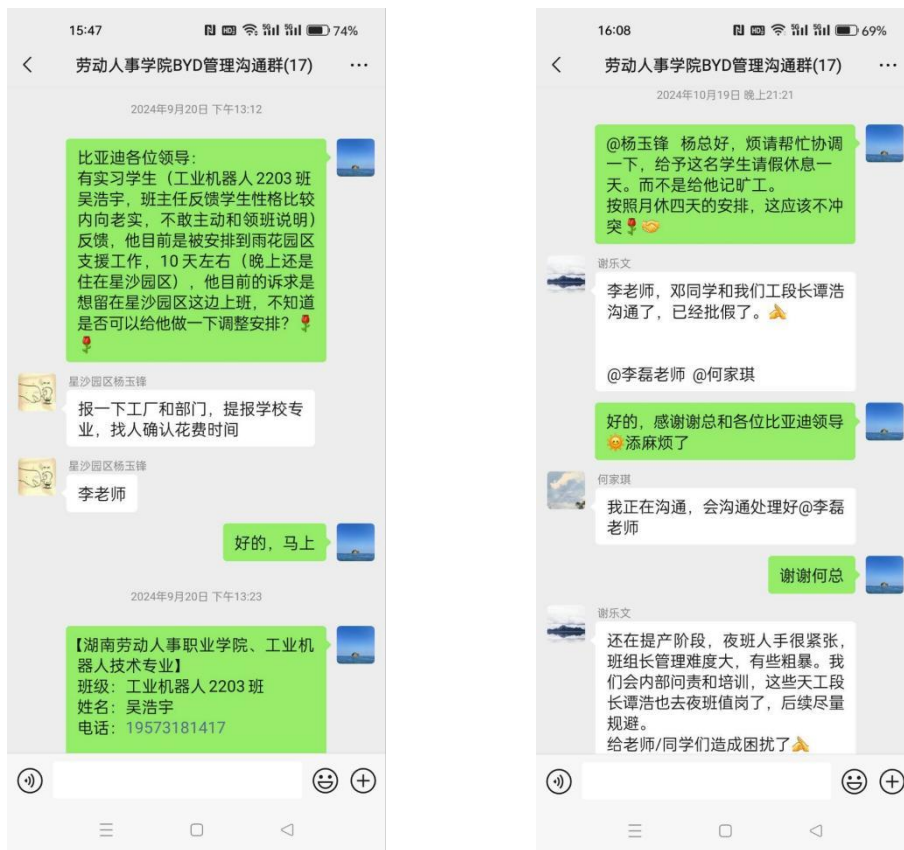 15:47
74%
劳动人事学院BYD管理沟通群(17)
2024年9月20日 下午13:12
比亚迪各位领导:
有实习学生（工业机器人2203班
吴浩宇，班主任反馈学生性格比较
内向老实，不敢主动和领班说明）
反馈，他目前是被安排到雨花园区
支援工作，10天左右（晚上还是
住在星沙园区），他目前的诉求是
想留在星沙园区这边上班，不知道
是否可以给他做一下调整安排？
星沙园区杨玉锋
报一下工厂和部门，提报学校专
业，找人确认花费时间
星沙园区杨玉锋
李老师
好的，马上
2024年9月20日 下午13:23
【湖南劳动人事职业学院、工业机
器人技术专业】
班级：工业机器人2203班
姓名：吴浩宇
电话：19573181417
16:08
69%
劳动人事学院BYD管理沟通群(17)
2024年10月19日 晚上21:21
@杨玉锋 杨总好，烦请帮忙协调
一下，给予这名学生请假休息一
天。而不是给他记旷工。
按照月休四天的安排，这应该不冲
突
谢乐文
李老师，邓同学和我们工段长谭浩
沟通了，已经批假了。
@李磊老师 @何家琪
好的，感谢谢总和各位比亚迪领导
添麻烦了
何家琪
我正在沟通，会沟通处理好@李磊
老师
谢谢何总
谢乐文
还在提产阶段，夜班人手很紧张，
班组长管理难度大，有些粗暴。我
们会内部问责和培训，这些天工段
长谭浩也去夜班值岗了，后续尽量
规避。
给老师/同学们造成困扰了